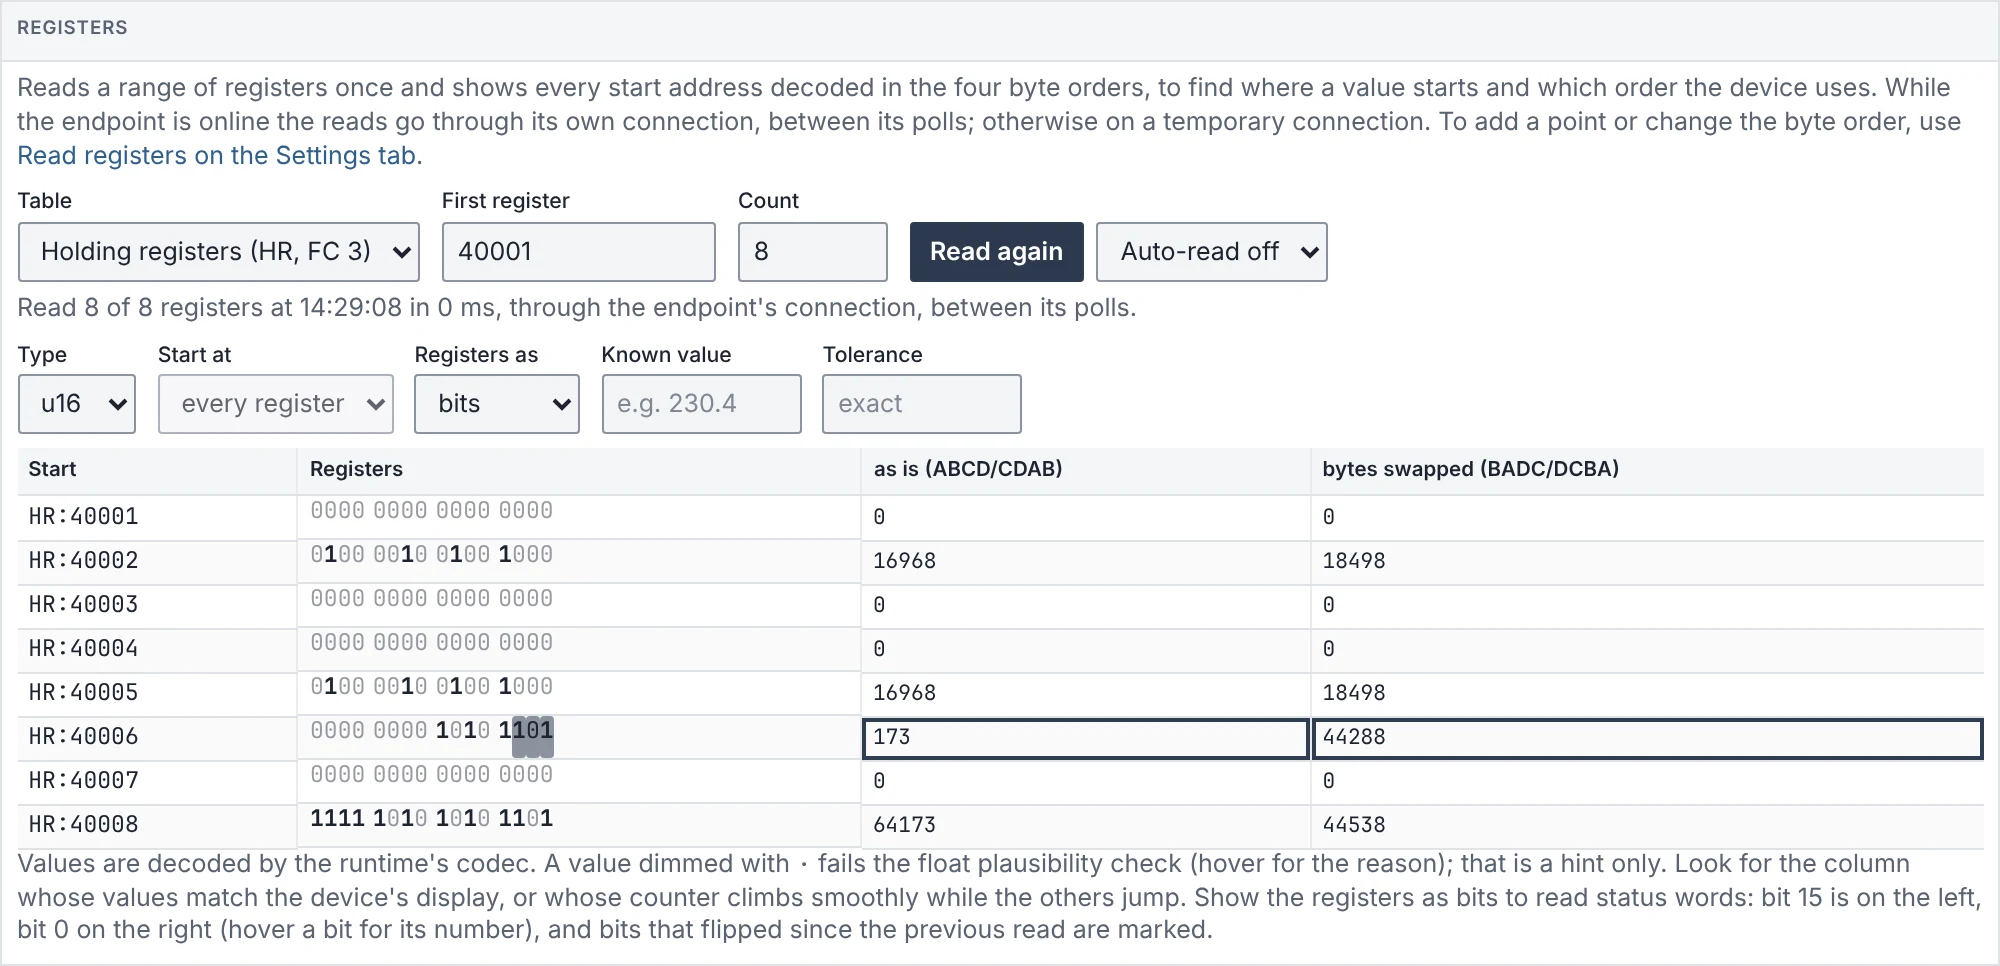 REGISTERS
Reads a range of registers once and shows every start address decoded in the four byte orders, to find where a value starts and which order the device uses. While
the endpoint is online the reads go through its own connection, between its polls; otherwise on a temporary connection. To add a point or change the byte order, use
Read registers on the Settings tab.
Table First register Count
Holding registers (HR, FC 3) 40001 8 Read again Auto-read off
Read 8 of 8 registers at 14:29:08 in 0 ms, through the endpoint's connection, between its polls.
Type Start at Registers as Known value Tolerance
u16 every register bits e.g. 230.4 exact
Start Registers as is (ABCD/CDAB) bytes swapped (BADC/DCBA)
HR:40001 0000 0000 0000 0000 0 0
HR:40002 0100 0010 0100 1000 16968 18498
HR:40003 0000 0000 0000 0000 0 0
HR:40004 0000 0000 0000 0000 0 0
HR:40005 0100 0010 0100 1000 16968 18498
HR:40006 0000 0000 1010 1101 173 44288
HR:40007 0000 0000 0000 0000 0 0
HR:40008 1111 1010 1010 1101 64173 44538
Values are decoded by the runtime's codec. A value dimmed with · fails the float plausibility check (hover for the reason); that is a hint only. Look for the column
whose values match the device's display, or whose counter climbs smoothly while the others jump. Show the registers as bits to read status words: bit 15 is on the left,
bit 0 on the right (hover a bit for its number), and bits that flipped since the previous read are marked.